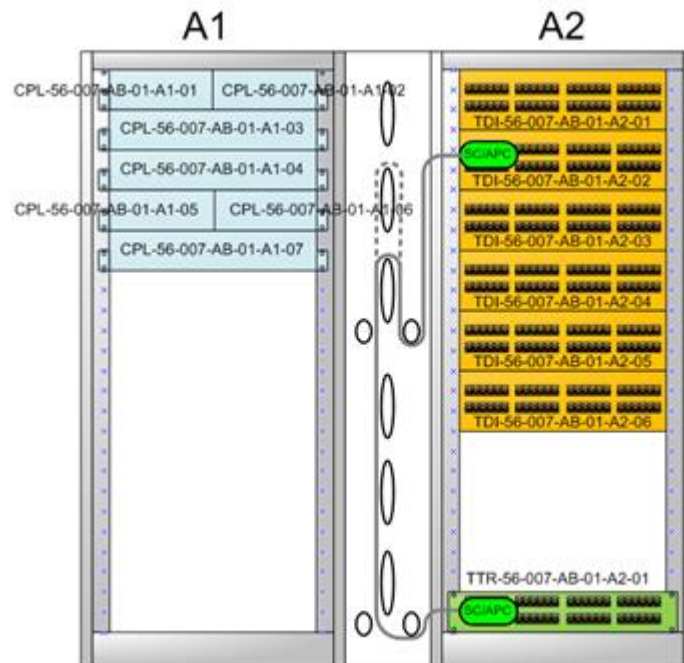 A1
A2
CPL-56-007-AB-01-A1-01
CPL-56-007-AB-01-A1-02
CPL-56-007-AB-01-A1-03
CPL-56-007-AB-01-A1-04
CPL-56-007-AB-01-A1-05
CPL-56-007-AB-01-A1-06
CPL-56-007-AB-01-A1-07
TDI-56-007-AB-01-A2-01
SC/APC
TDI-56-007-AB-01-A2-02
TDI-56-007-AB-01-A2-03
TDI-56-007-AB-01-A2-04
TDI-56-007-AB-01-A2-05
TDI-56-007-AB-01-A2-06
TTR-56-007-AB-01-A2-01
SC/APC